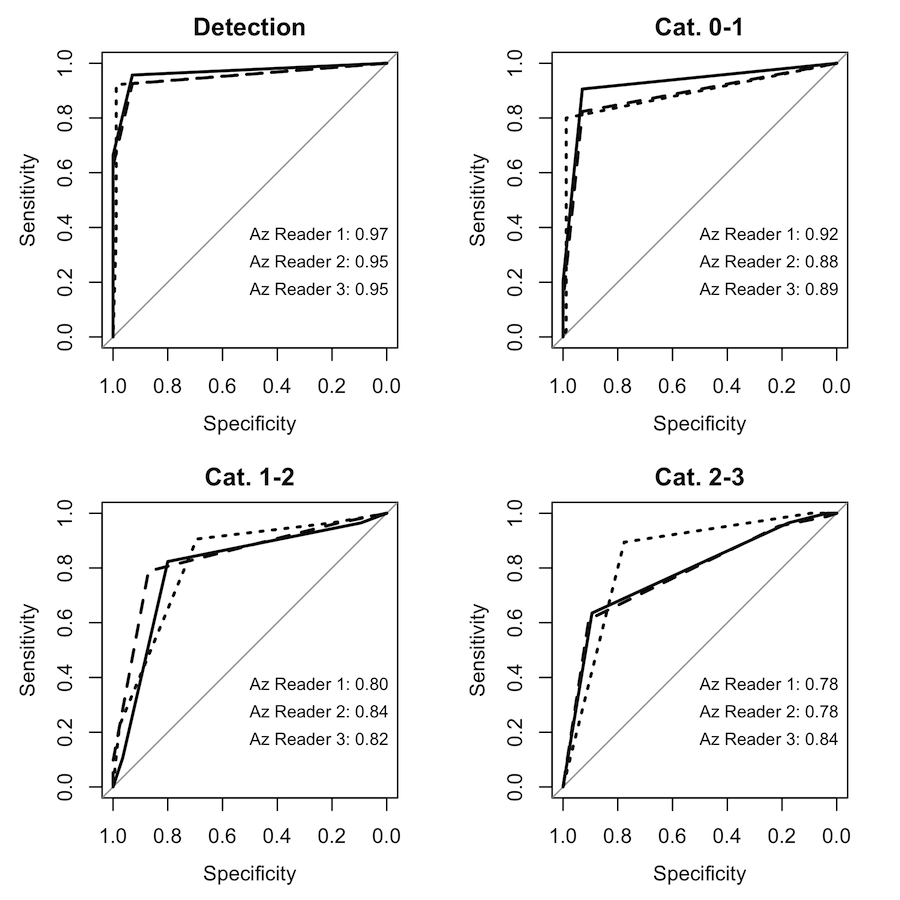 Detection
Sensitivity
0.0 0.2 0.4 0.6 0.8 1.0
Az Reader 1: 0.97
Az Reader 2: 0.95
Az Reader 3: 0.95
1.0 0.8 0.6 0.4 0.2 0.0
Specificity
Cat. 0-1
Sensitivity
0.0 0.2 0.4 0.6 0.8 1.0
Az Reader 1: 0.92
Az Reader 2: 0.88
Az Reader 3: 0.89
1.0 0.8 0.6 0.4 0.2 0.0
Specificity
Cat. 1-2
Sensitivity
0.0 0.2 0.4 0.6 0.8 1.0
Az Reader 1: 0.80
Az Reader 2: 0.84
Az Reader 3: 0.82
1.0 0.8 0.6 0.4 0.2 0.0
Specificity
Cat. 2-3
Sensitivity
0.0 0.2 0.4 0.6 0.8 1.0
Az Reader 1: 0.78
Az Reader 2: 0.78
Az Reader 3: 0.84
1.0 0.8 0.6 0.4 0.2 0.0
Specificity